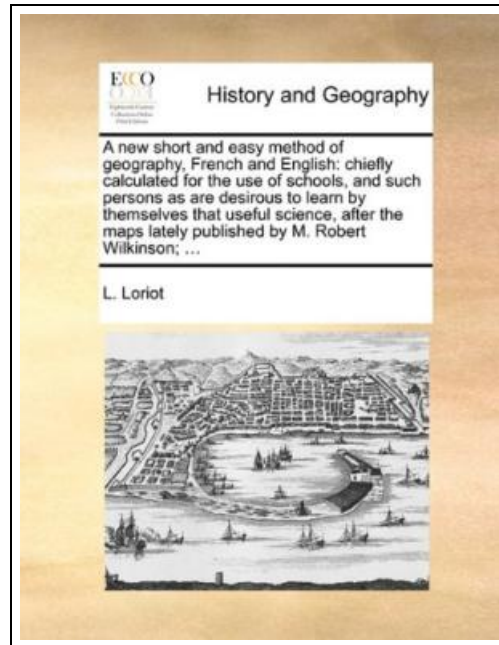 ECCO
History and Geography
A new short and easy method of
geography, French and English: chiefly
calculated for the use of schools, and such
persons as are desirous to learn by
themselves that useful science, after the
maps lately published by M. Robert
Wilkinson; ...
L. Loriot